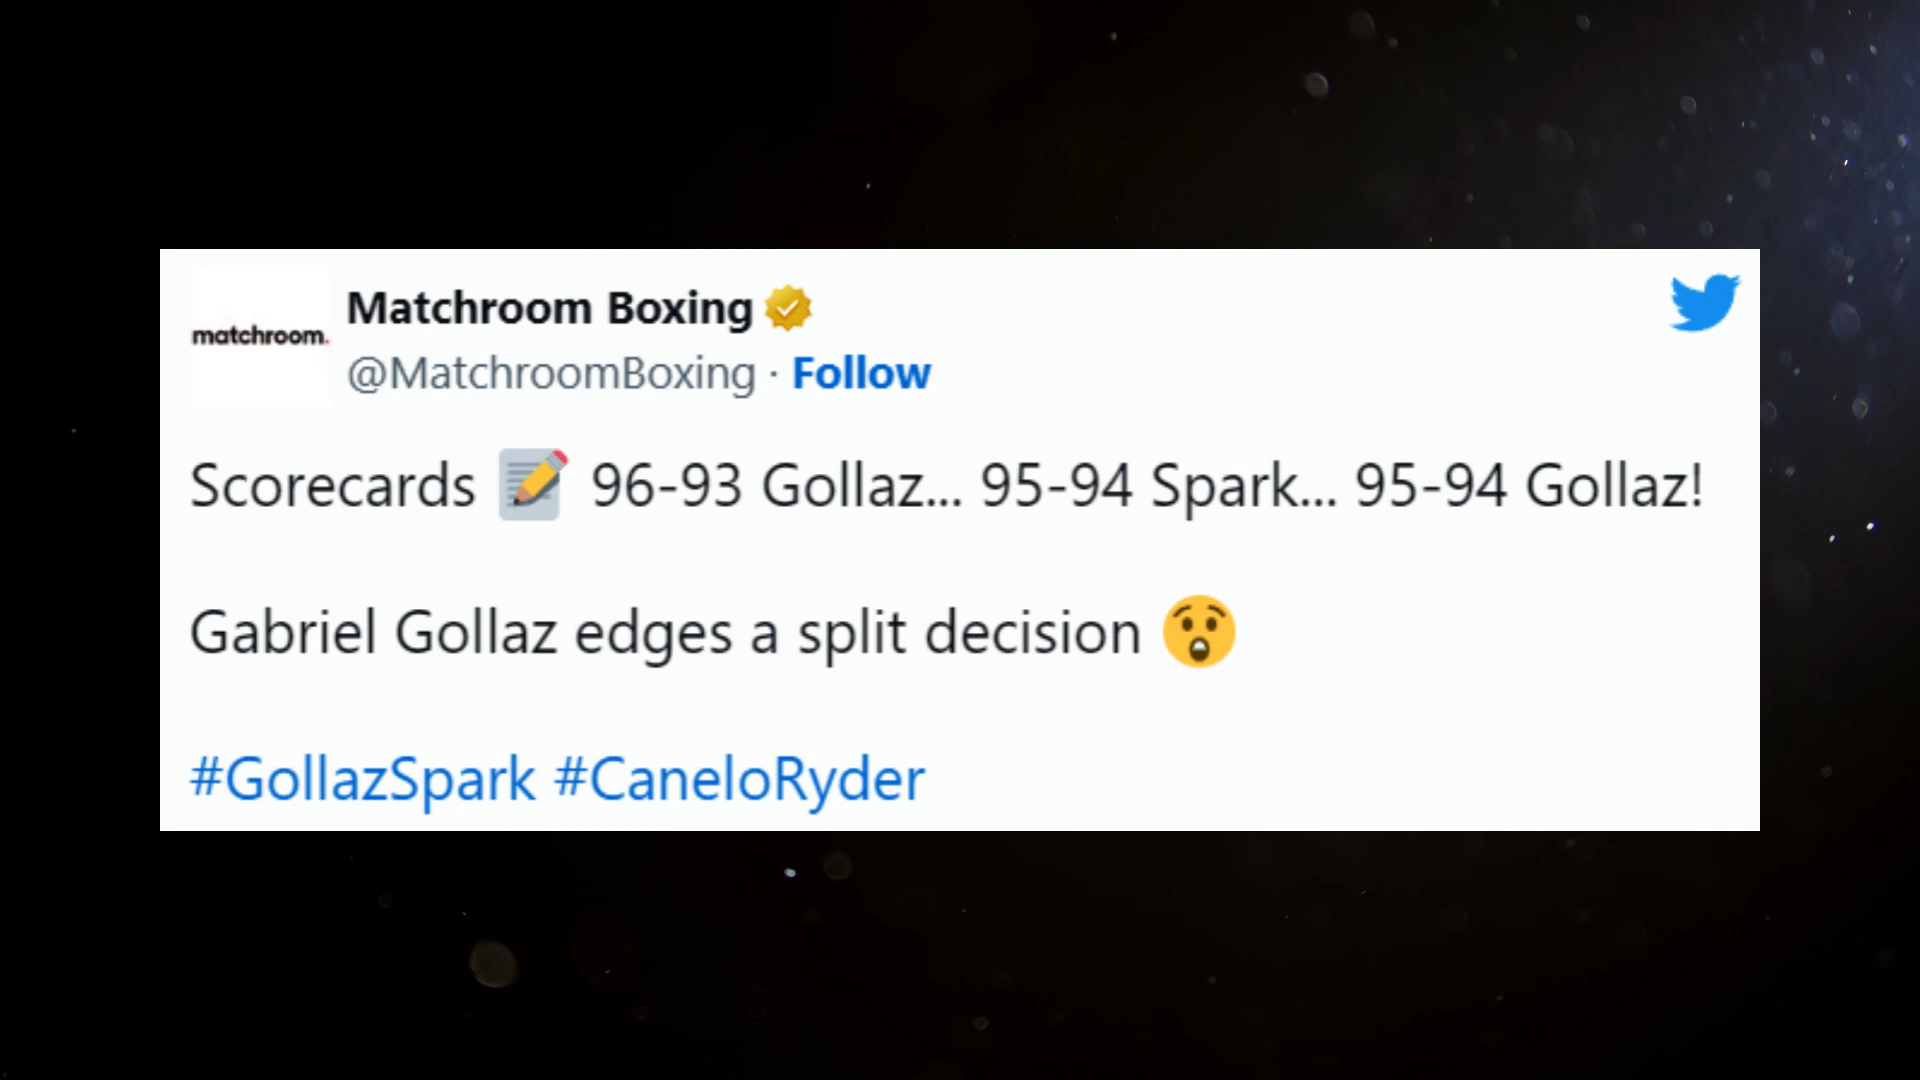 matchroom.
Matchroom Boxing
@MatchroomBoxing · Follow
Scorecards 📝 96-93 Gollaz... 95-94 Spark... 95-94 Gollaz!
Gabriel Gollaz edges a split decision 😲
#GollazSpark #CaneloRyder